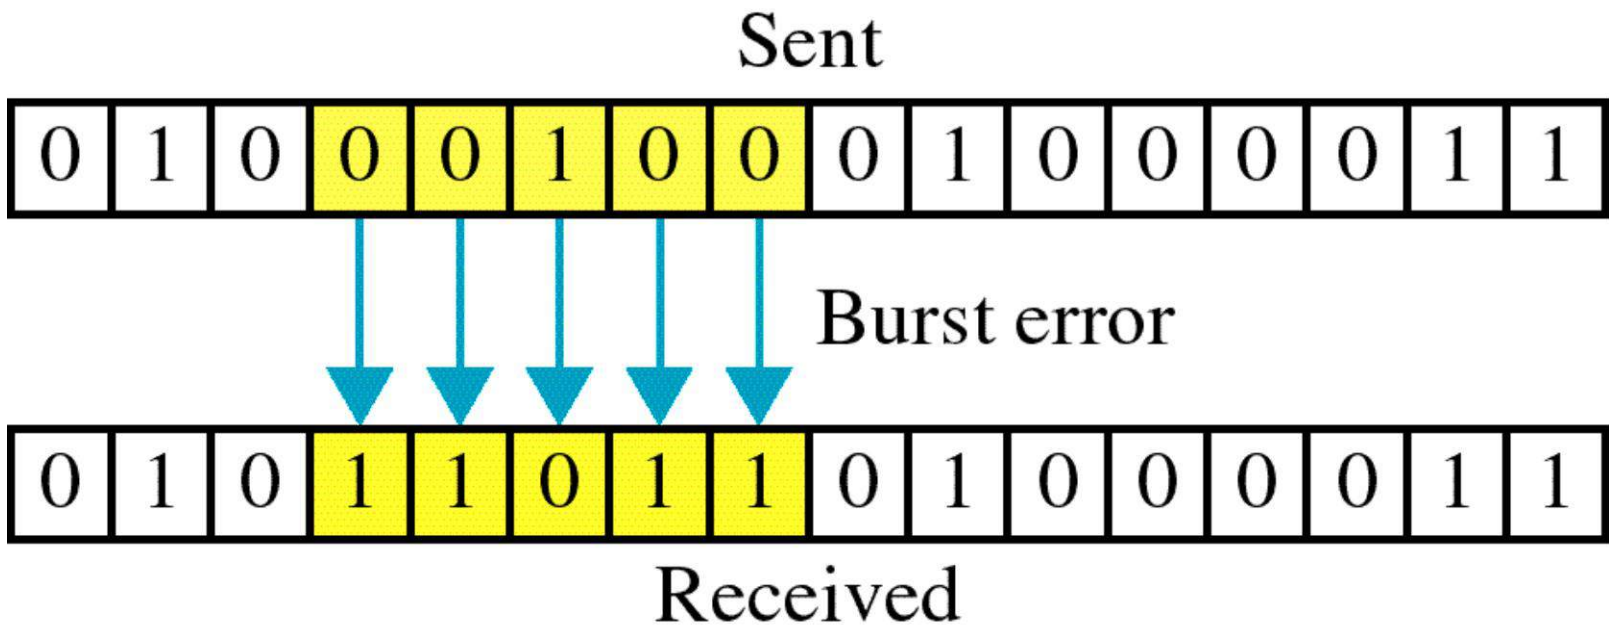 Sent
0 1 0 0 0 1 0 0 0 1 0 0 0 0 1 1
Burst error
0 1 0 1 1 0 1 1 0 1 0 0 0 0 1 1
Received